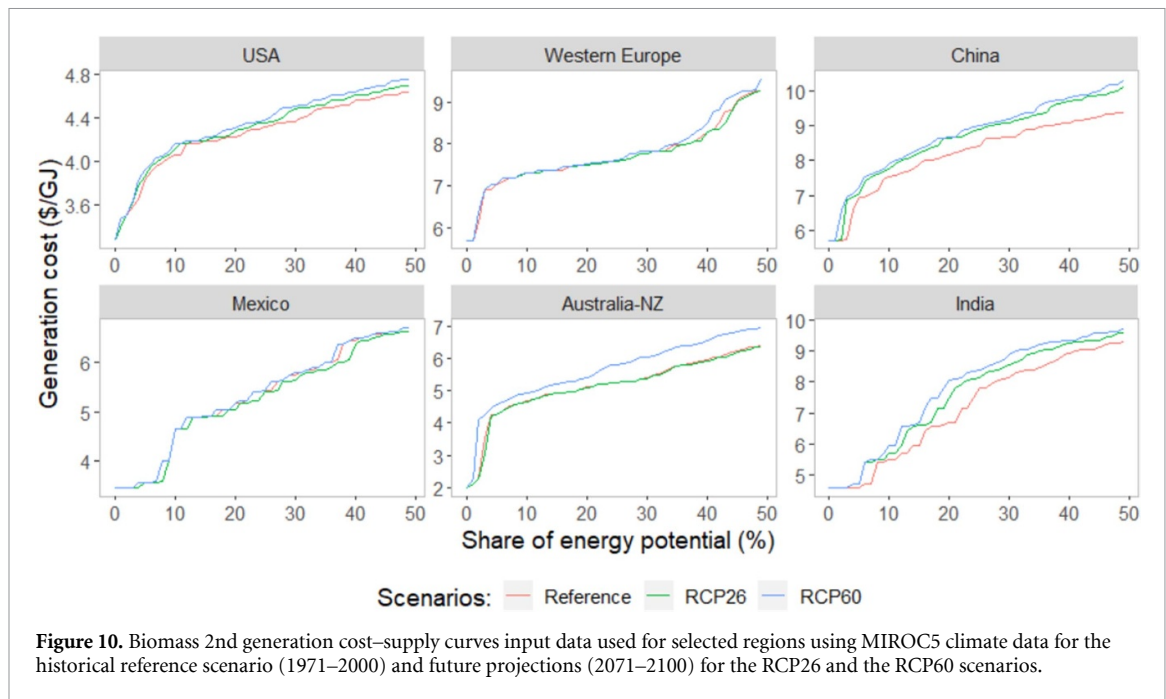 USA
Western Europe
China
4.8
4.4
4.0
3.6
9
8
7
6
10
9
8
7
6
0 10 20 30 40 50
0 10 20 30 40 50
0 10 20 30 40 50
Generation cost ($/GJ)
Mexico
Australia-NZ
India
6
5
4
7
6
5
4
3
2
10
9
8
7
6
5
0 10 20 30 40 50
0 10 20 30 40 50
0 10 20 30 40 50
Share of energy potential (%)
Scenarios: Reference RCP26 RCP60
Figure 10. Biomass 2nd generation cost–supply curves input data used for selected regions using MIROC5 climate data for the
historical reference scenario (1971–2000) and future projections (2071–2100) for the RCP26 and the RCP60 scenarios.